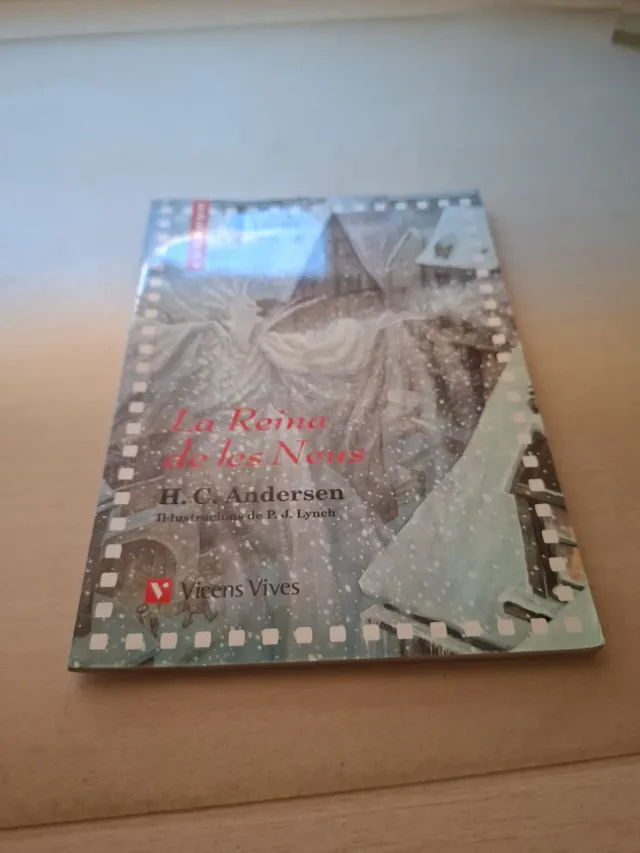 La Reina
de les Neus
H. C. Andersen
Il·lustracions de P. J. Lynch
Vicens Vives